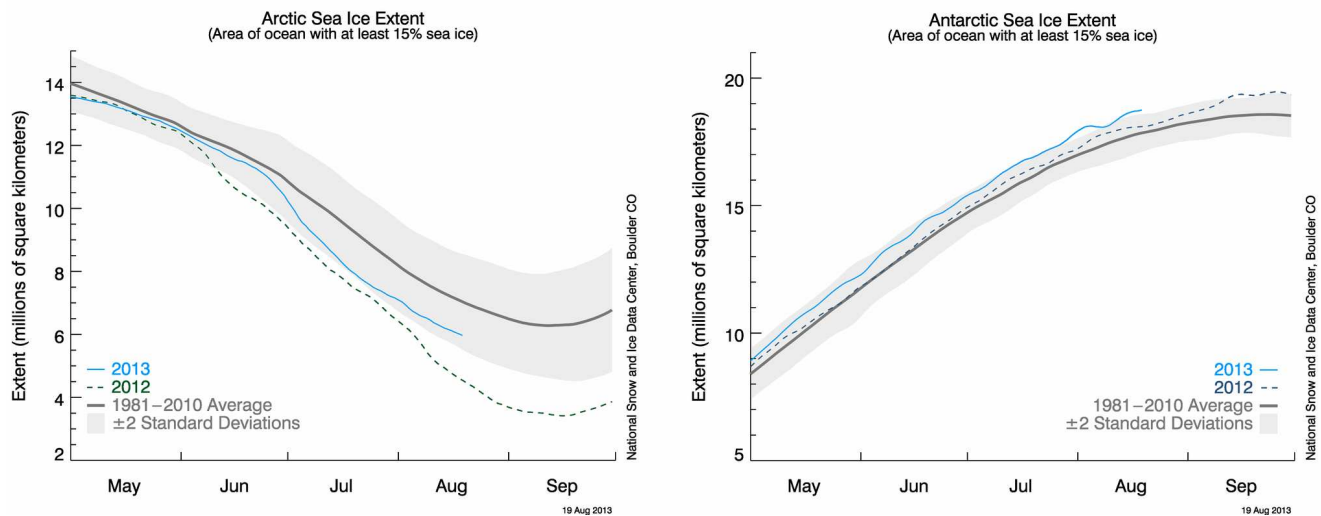 Arctic Sea Ice Extent
(Area of ocean with at least 15% sea ice)
Extent (millions of square kilometers)
14
12
10
8
6
4
2
2013
2012
1981−2010 Average
±2 Standard Deviations
May
Jun
Jul
Aug
Sep
National Snow and Ice Data Center, Boulder CO
19 Aug 2013
Antarctic Sea Ice Extent
(Area of ocean with at least 15% sea ice)
Extent (millions of square kilometers)
20
15
10
5
2013
2012
1981−2010 Average
±2 Standard Deviations
May
Jun
Jul
Aug
Sep
National Snow and Ice Data Center, Boulder CO
19 Aug 2013